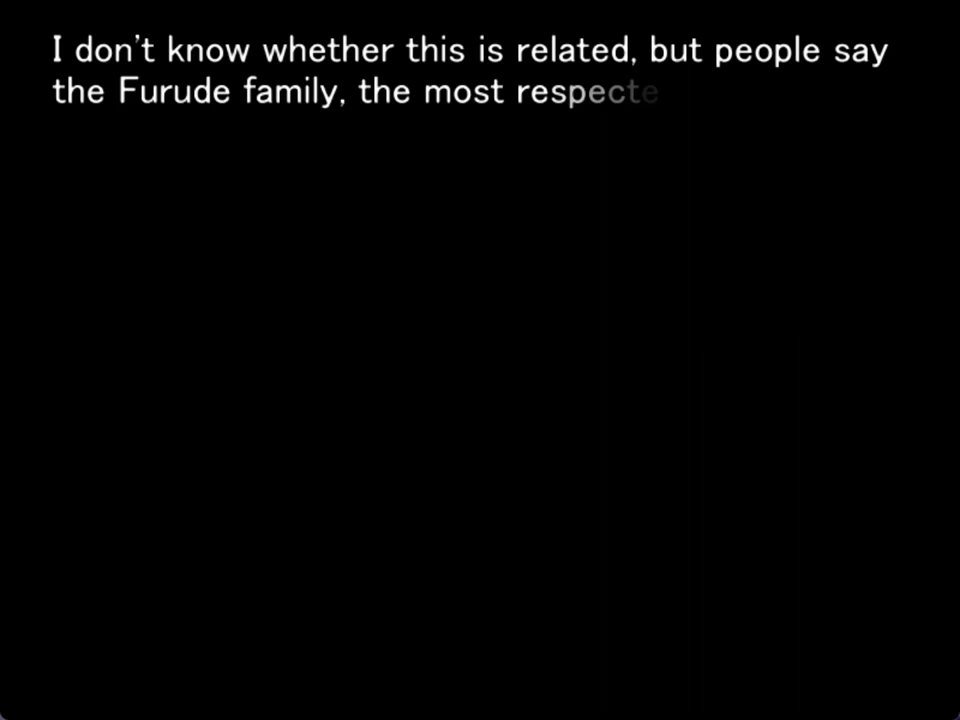 I don't know whether this is related, but people say
the Furude family, the most respecte